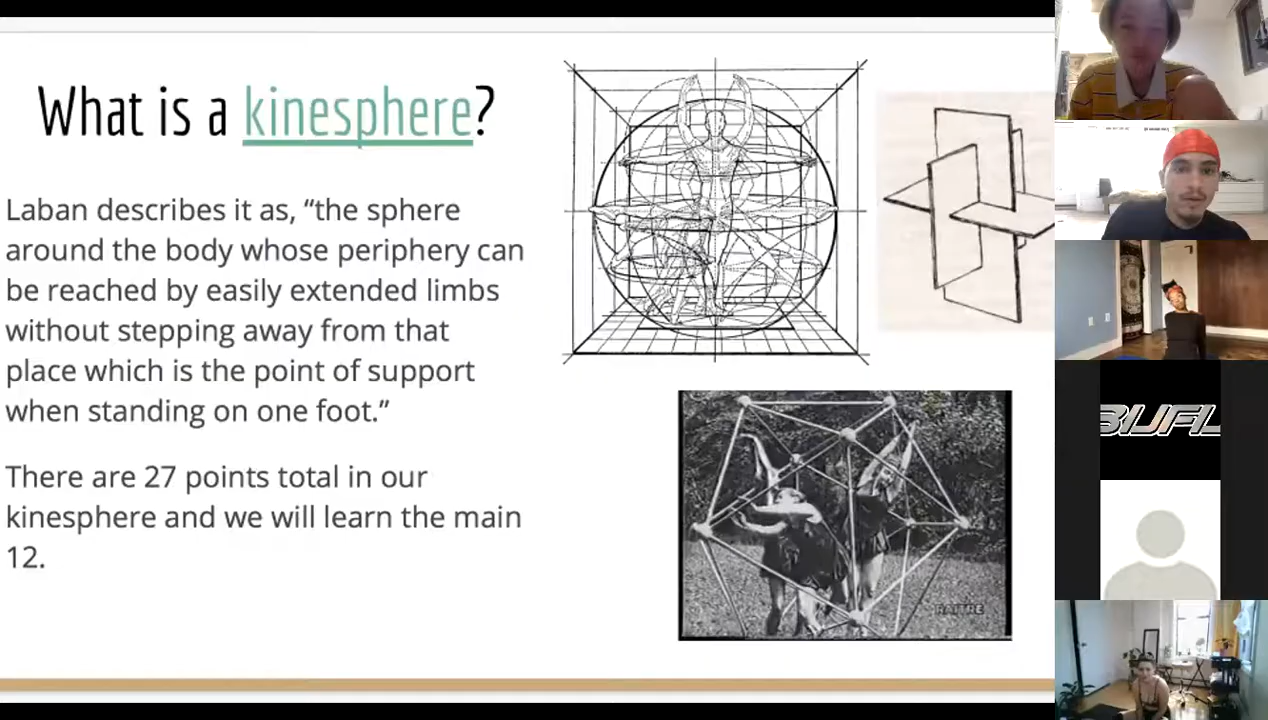 What is a kinesphere?
Laban describes it as, “the sphere
around the body whose periphery can
be reached by easily extended limbs
without stepping away from that
place which is the point of support
when standing on one foot.”
There are 27 points total in our
kinesphere and we will learn the main
12.
RAITRE